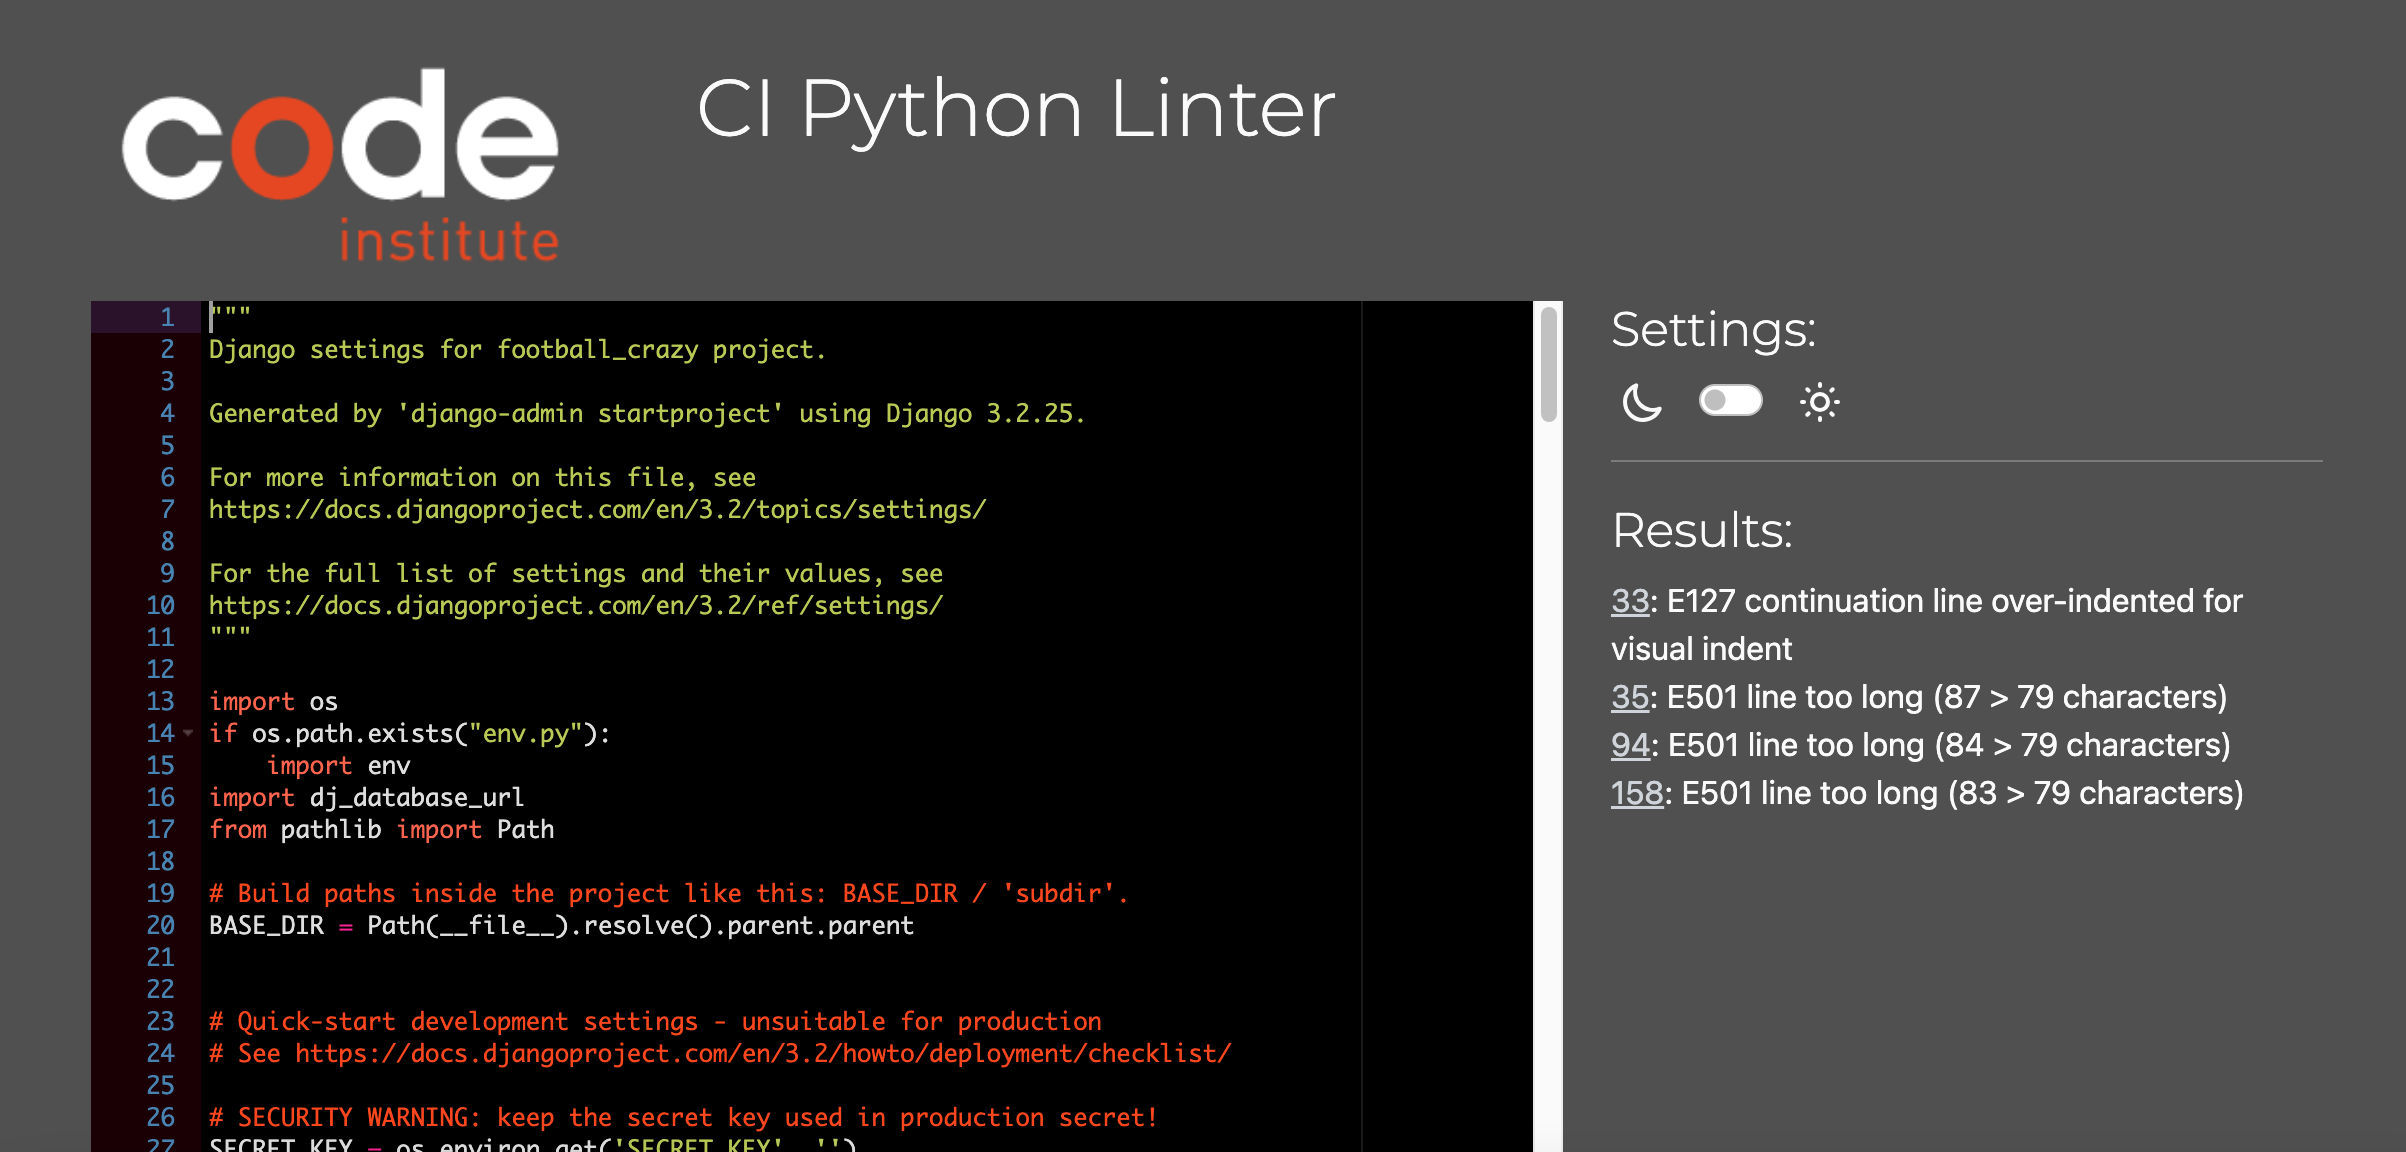 code
institute
CI Python Linter
1 """
2 Django settings for football_crazy project.
3
4 Generated by 'django-admin startproject' using Django 3.2.25.
5
6 For more information on this file, see
7 https://docs.djangoproject.com/en/3.2/topics/settings/
8
9 For the full list of settings and their values, see
10 https://docs.djangoproject.com/en/3.2/ref/settings/
11 """
12
13 import os
14 if os.path.exists("env.py"):
15     import env
16 import dj_database_url
17 from pathlib import Path
18
19 # Build paths inside the project like this: BASE_DIR / 'subdir'.
20 BASE_DIR = Path(__file__).resolve().parent.parent
21
22
23 # Quick-start development settings - unsuitable for production
24 # See https://docs.djangoproject.com/en/3.2/howto/deployment/checklist/
25
26 # SECURITY WARNING: keep the secret key used in production secret!
27 SECRET_KEY = os.environ.get('SECRET_KEY', '')
Settings:
Results:
33: E127 continuation line over-indented for
visual indent
35: E501 line too long (87 > 79 characters)
94: E501 line too long (84 > 79 characters)
158: E501 line too long (83 > 79 characters)